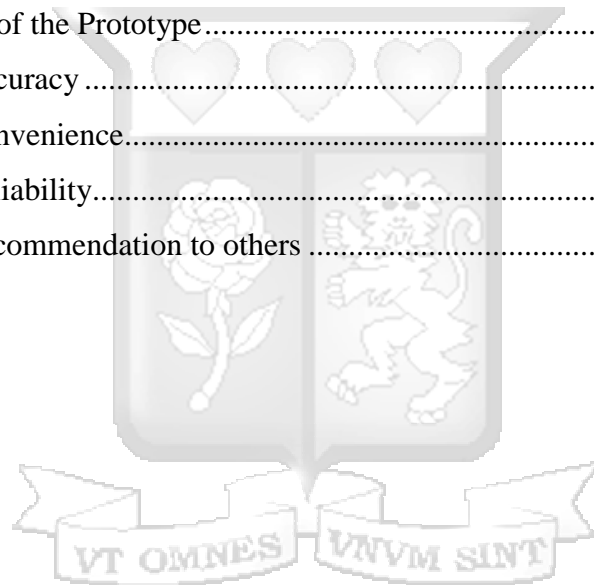 of the Prototype..........................................................
curacy ..........................................................................
nvenience....................................................................
iability.........................................................................
commendation to others ..........................................
VT OMNES VNVM SINT